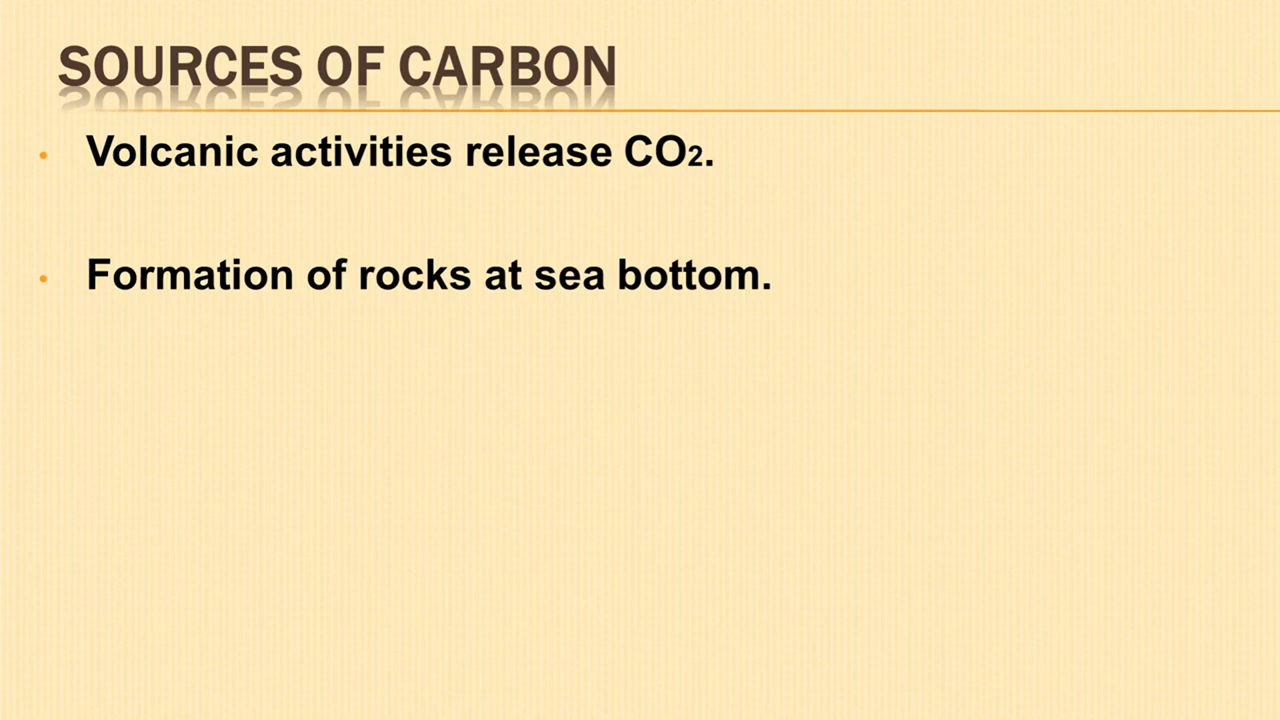 SOURCES OF CARBON
• Volcanic activities release CO₂.
• Formation of rocks at sea bottom.